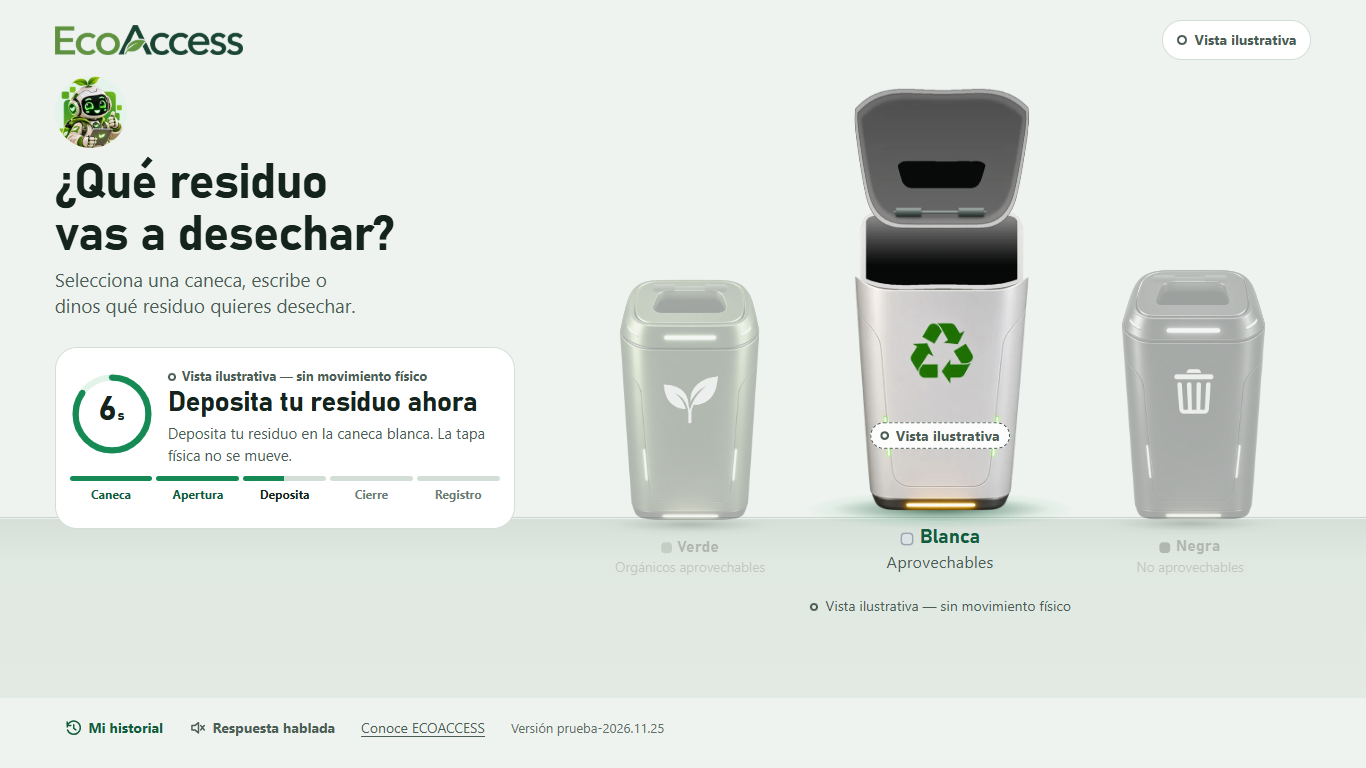 EcoAccess
Vista ilustrativa
¿Qué residuo
vas a desechar?
Selecciona una caneca, escribe o
dinos qué residuo quieres desechar.
6 s
Vista ilustrativa — sin movimiento físico
Deposita tu residuo ahora
Deposita tu residuo en la caneca blanca. La tapa
física no se mueve.
Caneca Apertura Deposita Cierre Registro
Vista ilustrativa
Verde
Orgánicos aprovechables
Blanca
Aprovechables
Negra
No aprovechables
Vista ilustrativa — sin movimiento físico
Mi historial Respuesta hablada Conoce ECOACCESS Versión prueba-2026.11.25